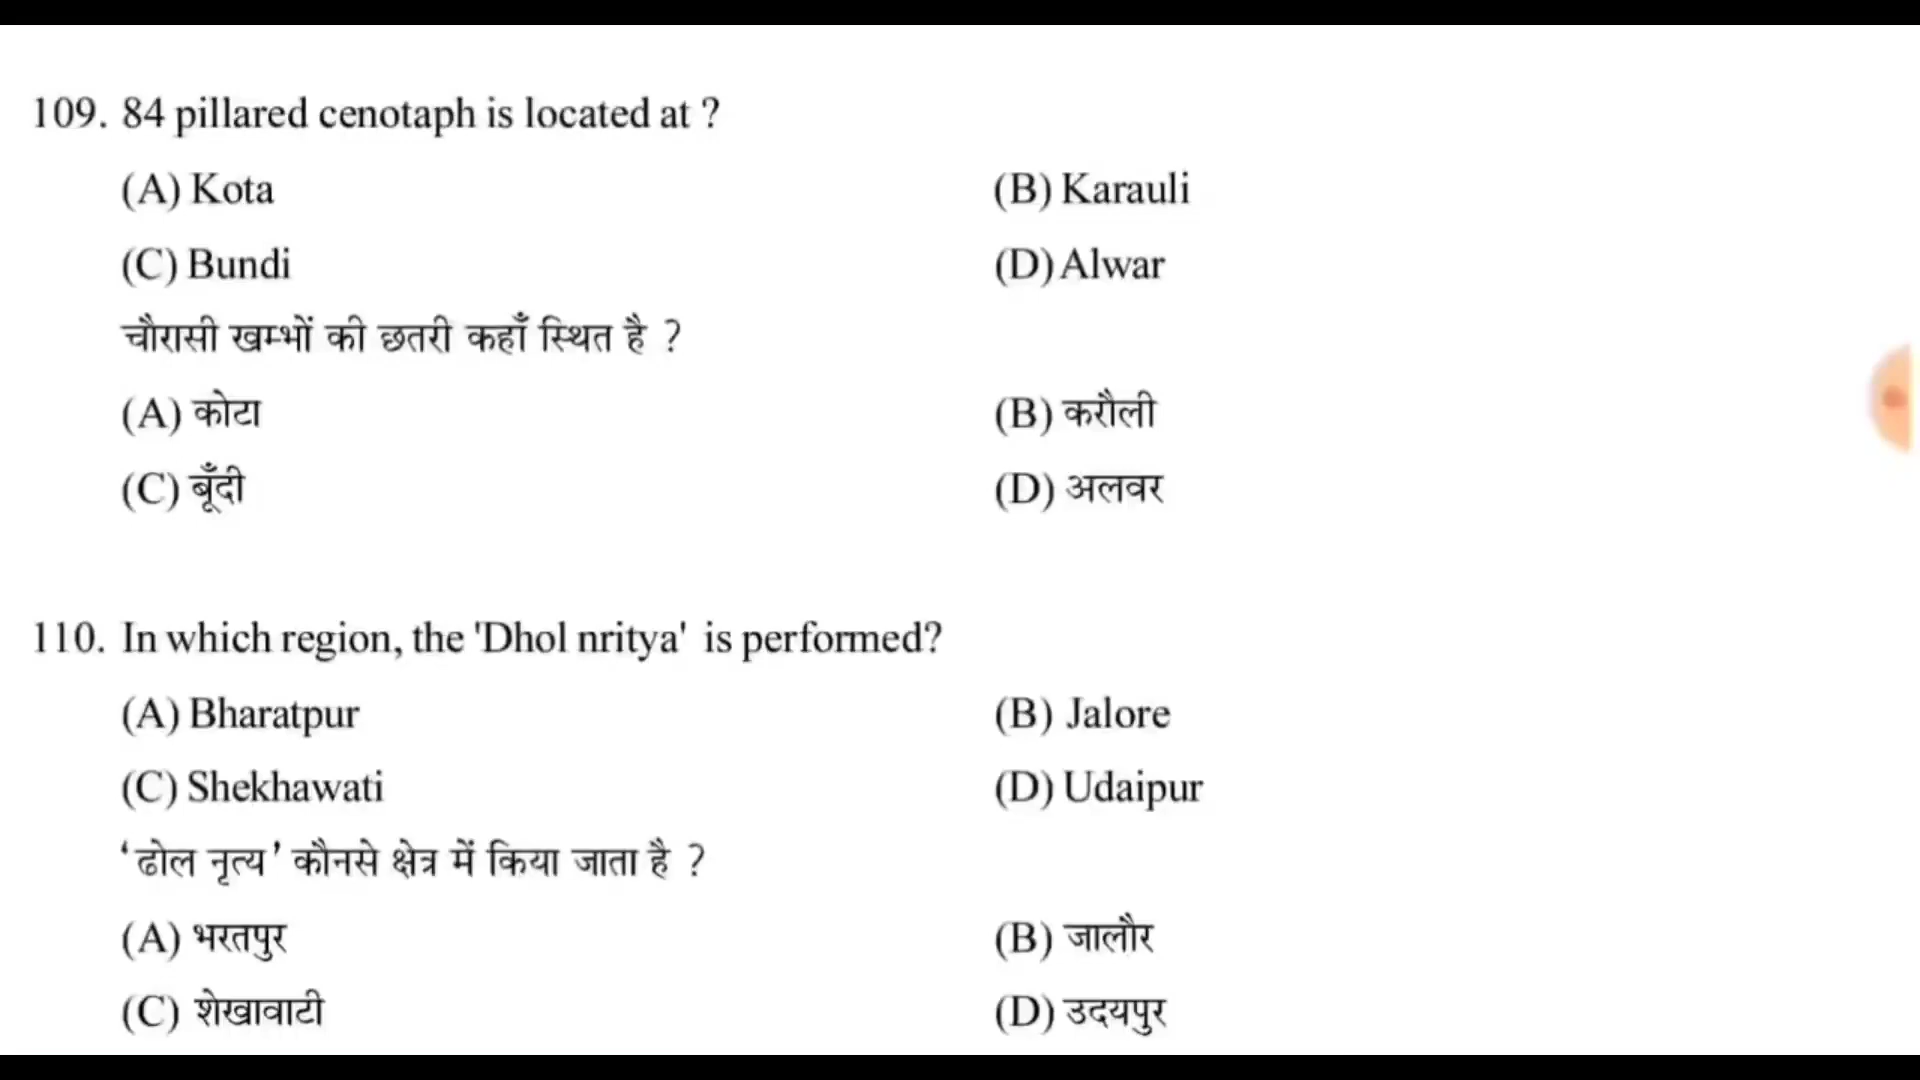 109. 84 pillared cenotaph is located at ?
(A) Kota (B) Karauli
(C) Bundi (D) Alwar
चौरासी खम्भों की छतरी कहाँ स्थित है ?
(A) कोटा (B) करौली
(C) बूँदी (D) अलवर
110. In which region, the 'Dhol nritya' is performed?
(A) Bharatpur (B) Jalore
(C) Shekhawati (D) Udaipur
‘ढोल नृत्य’ कौनसे क्षेत्र में किया जाता है ?
(A) भरतपुर (B) जालौर
(C) शेखावाटी (D) उदयपुर